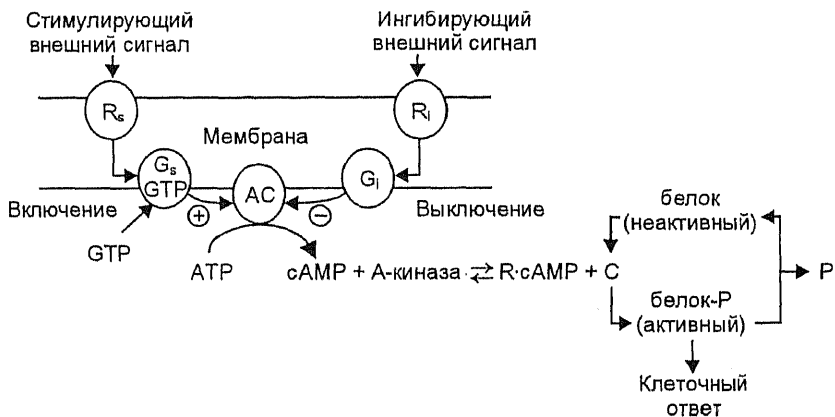 Стимулирующий
внешний сигнал
Ингибирующий
внешний сигнал
Rs
Ri
Мембрана
Gs
GTP
AC
Gi
Включение
+
−
Выключение
GTP
ATP
cAMP + А-киназа ⇄ R·cAMP + C
белок
(неактивный)
P
белок-P
(активный)
Клеточный
ответ